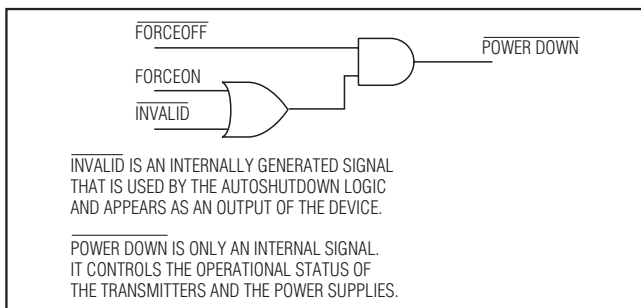 FORCEOFF
POWER DOWN
FORCEON
INVALID
INVALID IS AN INTERNALLY GENERATED SIGNAL
THAT IS USED BY THE AUTOSHUTDOWN LOGIC
AND APPEARS AS AN OUTPUT OF THE DEVICE.
POWER DOWN IS ONLY AN INTERNAL SIGNAL.
IT CONTROLS THE OPERATIONAL STATUS OF
THE TRANSMITTERS AND THE POWER SUPPLIES.